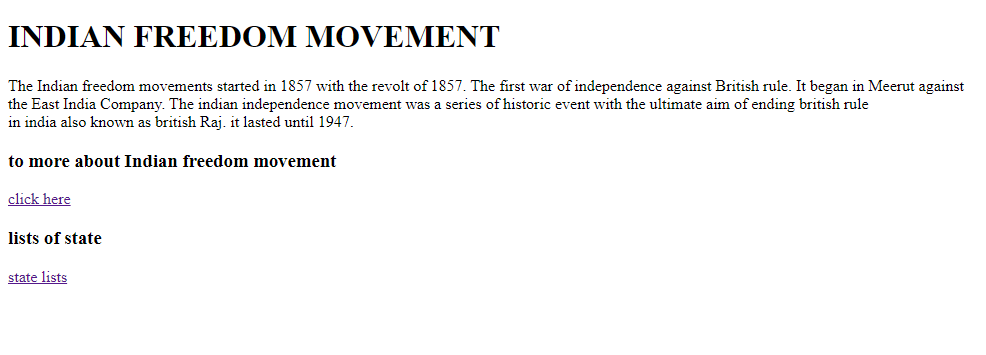 INDIAN FREEDOM MOVEMENT
The Indian freedom movements started in 1857 with the revolt of 1857. The first war of independence against British rule. It began in Meerut against
the East India Company. The indian independence movement was a series of historic event with the ultimate aim of ending british rule
in india also known as british Raj. it lasted until 1947.
to more about Indian freedom movement
click here
lists of state
state lists